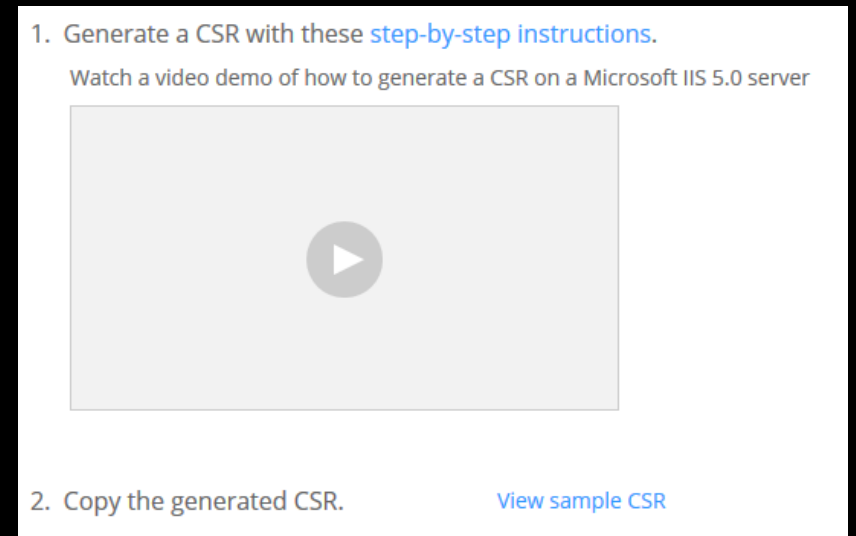 1. Generate a CSR with these step-by-step instructions.
Watch a video demo of how to generate a CSR on a Microsoft IIS 5.0 server
2. Copy the generated CSR. View sample CSR